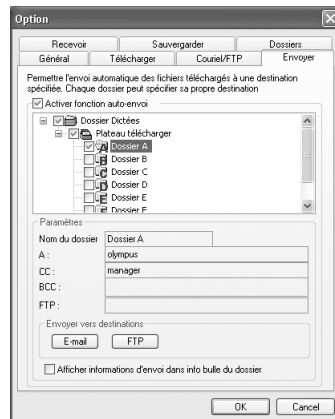 Option
Recevoir Sauvergarder Dossiers
Général Télécharger Couriel/FTP Envoyer
Permettre l'envoi automatique des fichiers téléchargés à une destination
spécifiée. Chaque dossier peut spécifier sa propre destination
Activer fonction auto-envoi
Dossier Dictées
Plateau télécharger
A Dossier A
B Dossier B
C Dossier C
D Dossier D
E Dossier E
Dossier F
Paramètres
Nom du dossier Dossier A
A : olympus
CC : manager
BCC :
FTP :
Envoyer vers destinations
E-mail FTP
Afficher informations d'envoi dans info bulle du dossier
OK Cancel